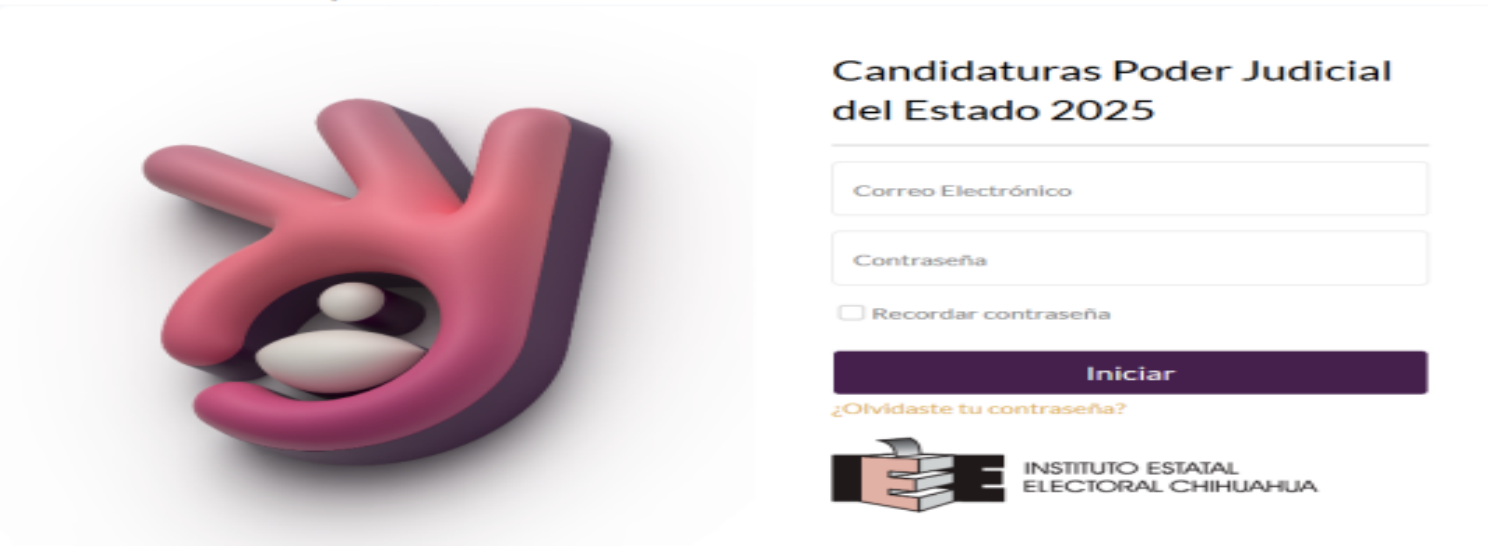 Candidaturas Poder Judicial
del Estado 2025
Correo Electrónico
Contraseña
Recordar contraseña
Iniciar
¿Olvidaste tu contraseña?
IEE
INSTITUTO ESTATAL
ELECTORAL CHIHUAHUA